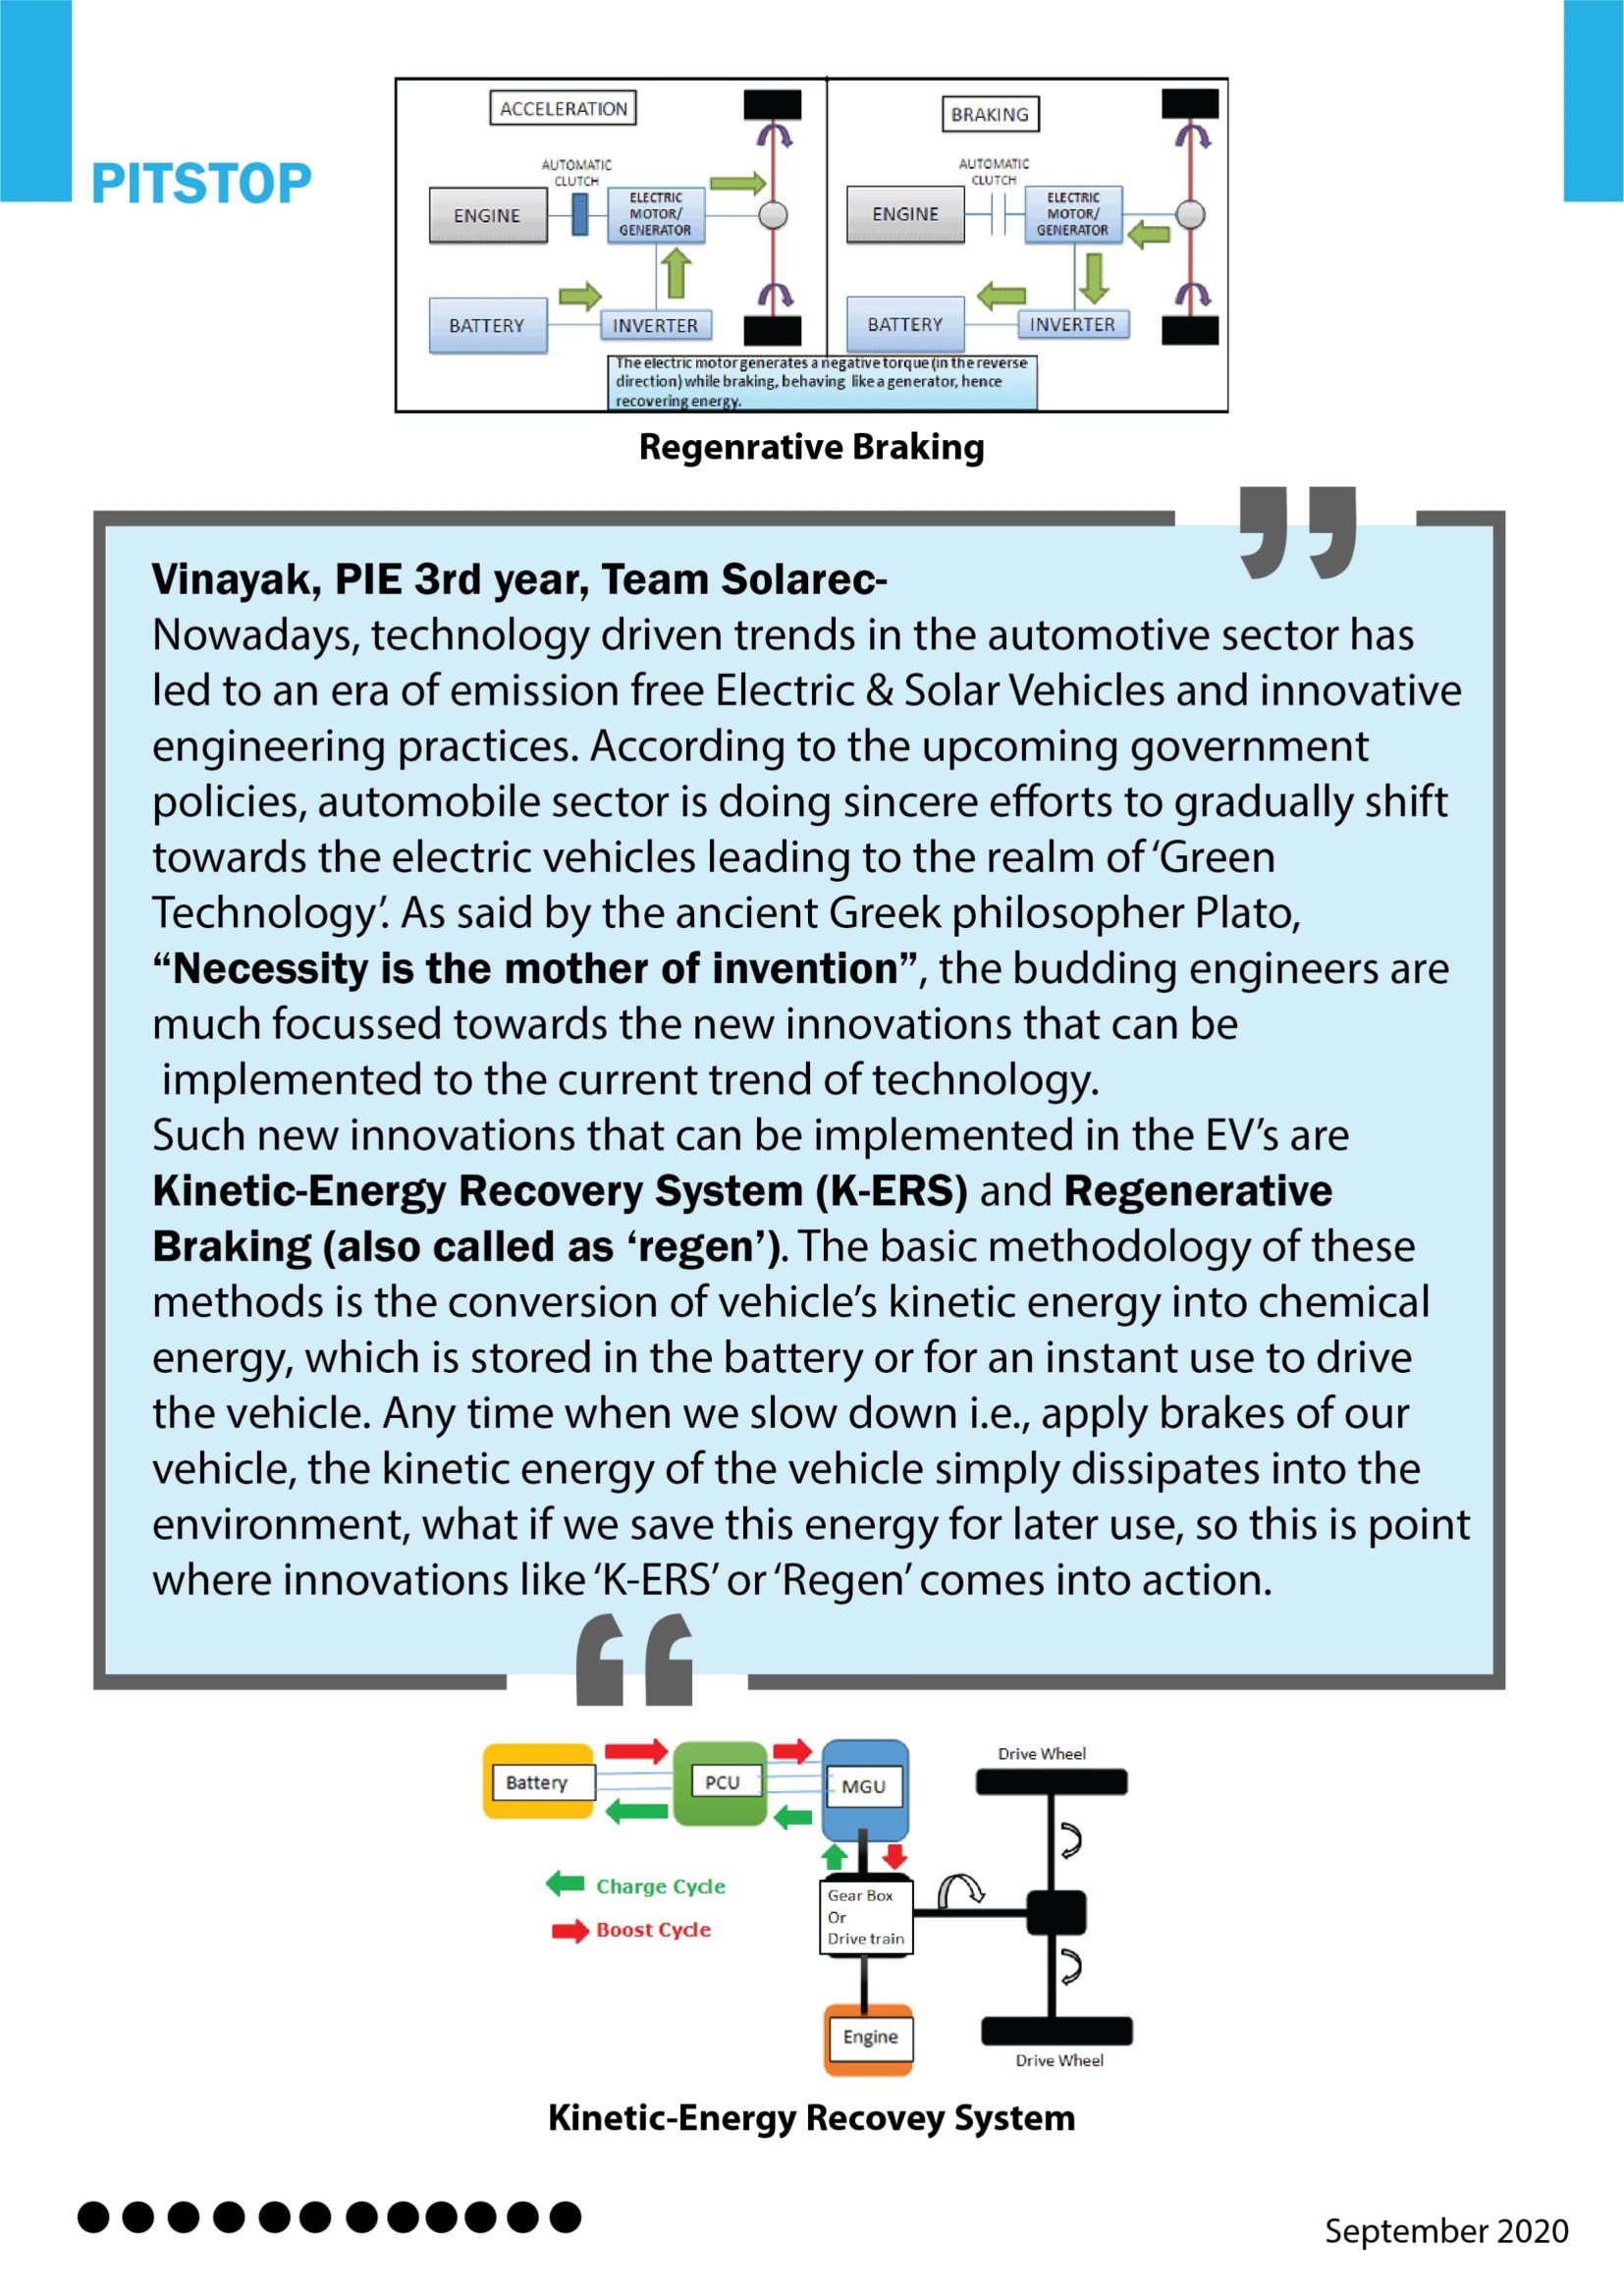 PITSTOP
ACCELERATION
AUTOMATIC
CLUTCH
ENGINE
ELECTRIC
MOTOR/
GENERATOR
BATTERY
INVERTER
BRAKING
AUTOMATIC
CLUTCH
ENGINE
ELECTRIC
MOTOR/
GENERATOR
BATTERY
INVERTER
The electric motor generates a negative torque (in the reverse
direction) while braking, behaving like a generator, hence
recovering energy.
Regenrative Braking
”
Vinayak, PIE 3rd year, Team Solarec-
Nowadays, technology driven trends in the automotive sector has
led to an era of emission free Electric & Solar Vehicles and innovative
engineering practices. According to the upcoming government
policies, automobile sector is doing sincere efforts to gradually shift
towards the electric vehicles leading to the realm of ‘Green
Technology’. As said by the ancient Greek philosopher Plato,
“Necessity is the mother of invention”, the budding engineers are
much focussed towards the new innovations that can be
implemented to the current trend of technology.
Such new innovations that can be implemented in the EV’s are
Kinetic-Energy Recovery System (K-ERS) and Regenerative
Braking (also called as ‘regen’). The basic methodology of these
methods is the conversion of vehicle’s kinetic energy into chemical
energy, which is stored in the battery or for an instant use to drive
the vehicle. Any time when we slow down i.e., apply brakes of our
vehicle, the kinetic energy of the vehicle simply dissipates into the
environment, what if we save this energy for later use, so this is point
where innovations like ‘K-ERS’ or ‘Regen’ comes into action.
“
Battery
PCU
MGU
Drive Wheel
Charge Cycle
Boost Cycle
Gear Box
Or
Drive train
Engine
Drive Wheel
Kinetic-Energy Recovey System
September 2020